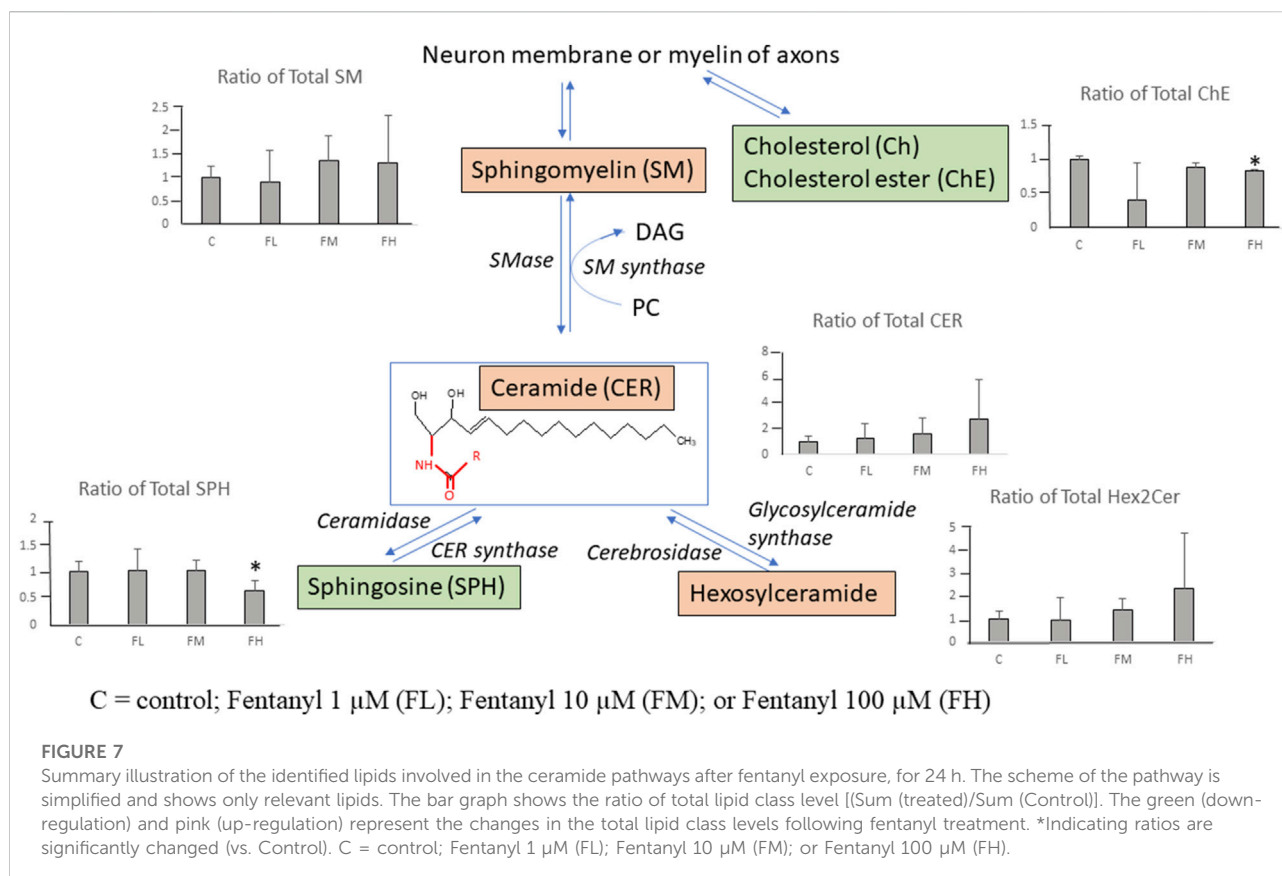 Neuron membrane or myelin of axons
Ratio of Total SM
2.5
2
1.5
1
0.5
0
C FL FM FH
Sphingomyelin (SM)
Cholesterol (Ch)
Cholesterol ester (ChE)
Ratio of Total ChE
1.5
1
0.5
0
*
C FL FM FH
SMase
DAG
SM synthase
PC
Ratio of Total CER
8
6
4
2
0
C FL FM FH
Ceramide (CER)
OH OH
CH3
NH R
O
Ratio of Total SPH
2
1.5
1
0.5
0
*
C FL FM FH
Ceramidase
CER synthase
Sphingosine (SPH)
Glycosylceramide
synthase
Cerebrosidase
Hexosylceramide
Ratio of Total Hex2Cer
5
4
3
2
1
0
C FL FM FH
C = control; Fentanyl 1 µM (FL); Fentanyl 10 µM (FM); or Fentanyl 100 µM (FH)
FIGURE 7
Summary illustration of the identified lipids involved in the ceramide pathways after fentanyl exposure, for 24 h. The scheme of the pathway is
simplified and shows only relevant lipids. The bar graph shows the ratio of total lipid class level [(Sum (treated)/Sum (Control)]. The green (down-
regulation) and pink (up-regulation) represent the changes in the total lipid class levels following fentanyl treatment. *Indicating ratios are
significantly changed (vs. Control). C = control; Fentanyl 1 µM (FL); Fentanyl 10 µM (FM); or Fentanyl 100 µM (FH).